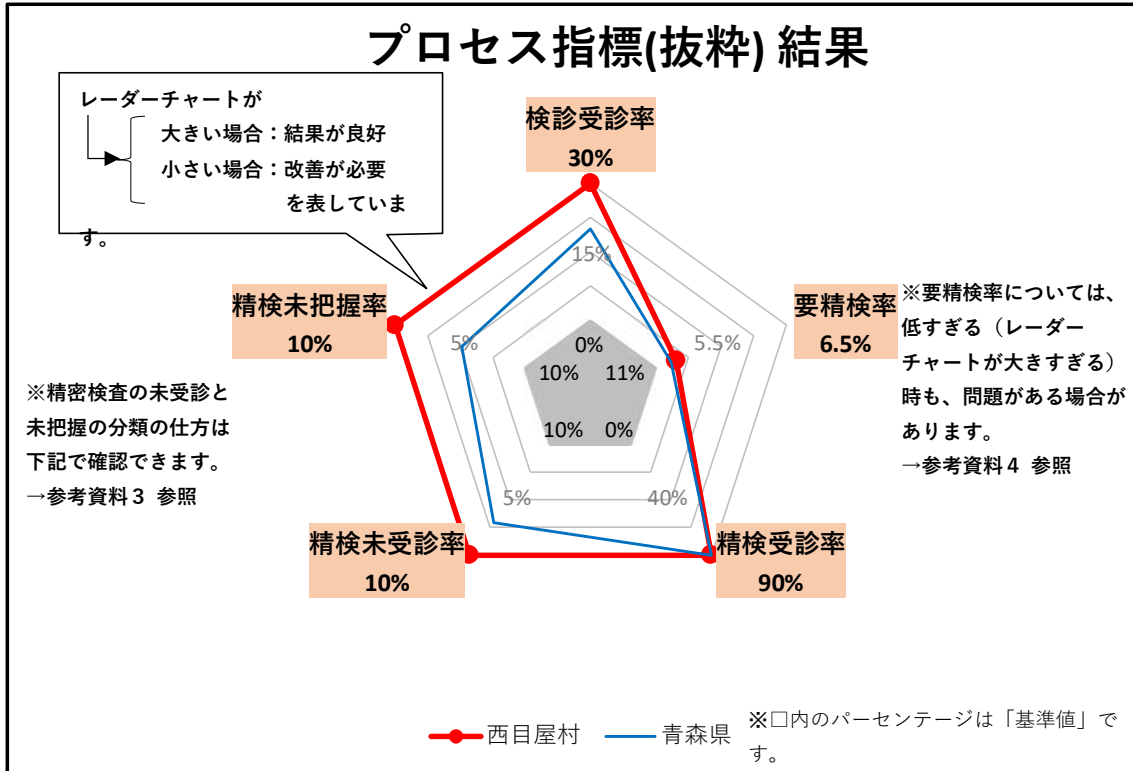 プロセス指標(抜粋) 結果
レーダーチャートが
大きい場合：結果が良好
小さい場合：改善が必要
を表していま
す。
検診受診率
30%
15%
0%
10%
11%
10%
0%
5%
5.5%
5%
40%
要精検率
6.5%
※要精検率については、
低すぎる（レーダー
チャートが大きすぎる）
時も、問題がある場合が
あります。
→参考資料４ 参照
精検未把握率
10%
※精密検査の未受診と
未把握の分類の仕方は
下記で確認できます。
→参考資料３ 参照
精検未受診率
10%
精検受診率
90%
西目屋村
青森県
※□内のパーセンテージは「基準値」で
す。